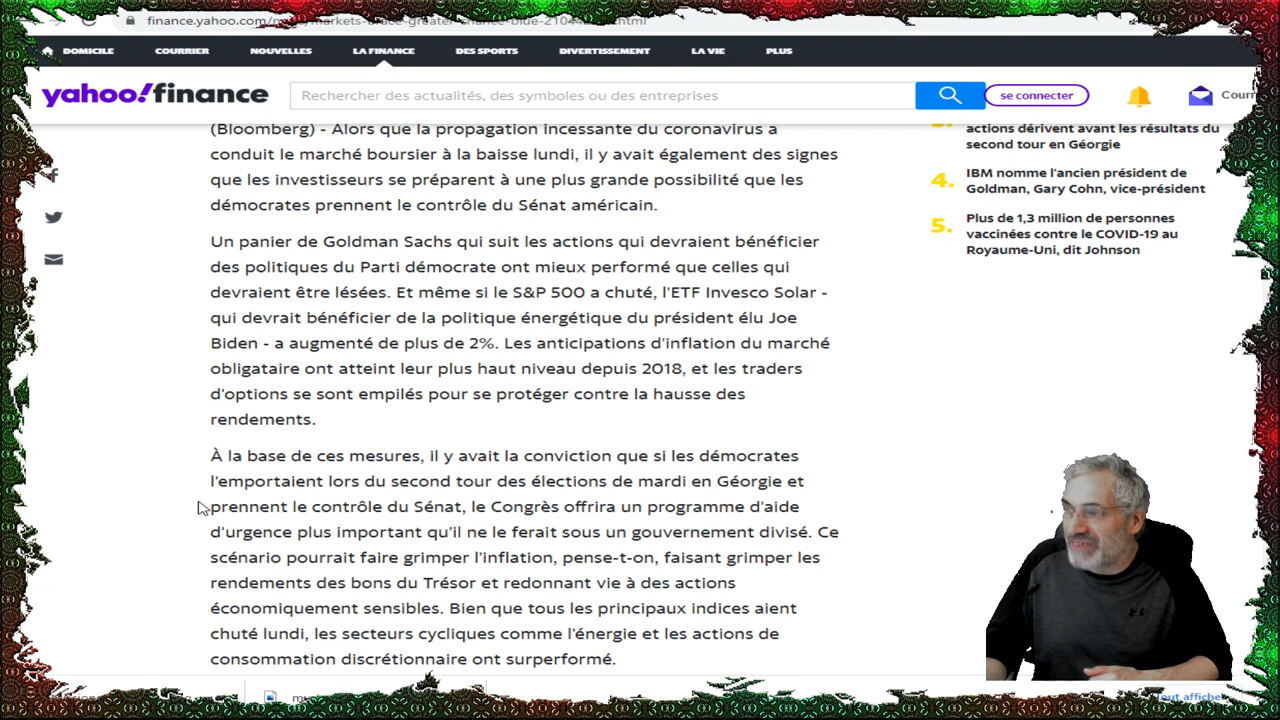 finance.yahoo.com/
DOMICILE COURRIER NOUVELLES LA FINANCE DES SPORTS DIVERTISSEMENT LA VIE PLUS
yahoo!finance
Rechercher des actualités, des symboles ou des entreprises
se connecter
(Bloomberg) - Alors que la propagation incessante du coronavirus a
conduit le marché boursier à la baisse lundi, il y avait également des signes
que les investisseurs se préparent à une plus grande possibilité que les
démocrates prennent le contrôle du Sénat américain.
Un panier de Goldman Sachs qui suit les actions qui devraient bénéficier
des politiques du Parti démocrate ont mieux performé que celles qui
devraient être lésées. Et même si le S&P 500 a chuté, l'ETF Invesco Solar -
qui devrait bénéficier de la politique énergétique du président élu Joe
Biden - a augmenté de plus de 2%. Les anticipations d'inflation du marché
obligataire ont atteint leur plus haut niveau depuis 2018, et les traders
d'options se sont empilés pour se protéger contre la hausse des
rendements.
À la base de ces mesures, il y avait la conviction que si les démocrates
l'emportaient lors du second tour des élections de mardi en Géorgie et
prennent le contrôle du Sénat, le Congrès offrira un programme d'aide
d'urgence plus important qu'il ne le ferait sous un gouvernement divisé. Ce
scénario pourrait faire grimper l'inflation, pense-t-on, faisant grimper les
rendements des bons du Trésor et redonnant vie à des actions
économiquement sensibles. Bien que tous les principaux indices aient
chuté lundi, les secteurs cycliques comme l'énergie et les actions de
consommation discrétionnaire ont surperformé.
actions dérivent avant les résultats du
second tour en Géorgie
4. IBM nomme l'ancien président de
Goldman, Gary Cohn, vice-président
5. Plus de 1,3 million de personnes
vaccinées contre le COVID-19 au
Royaume-Uni, dit Johnson